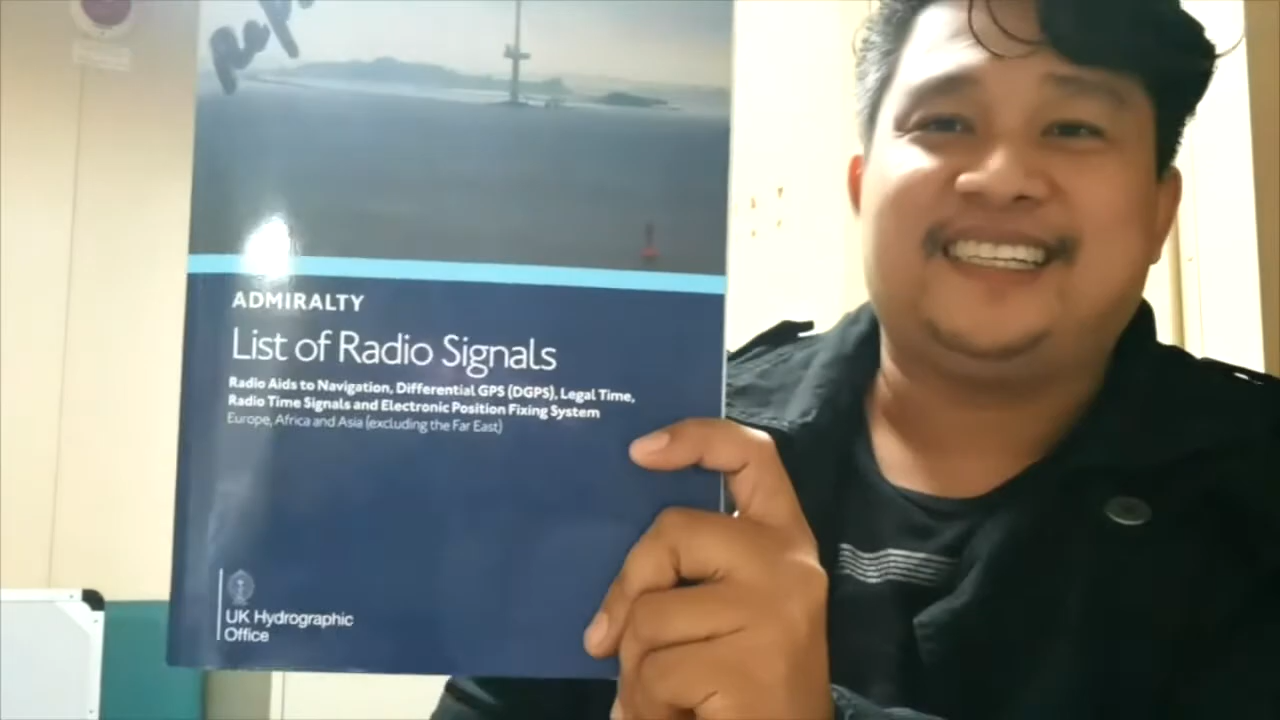 ADMIRALTY
List of Radio Signals
Radio Aids to Navigation, Differential GPS (DGPS), Legal Time,
Radio Time Signals and Electronic Position Fixing System
Europe, Africa and Asia (excluding the Far East)
UK Hydrographic
Office